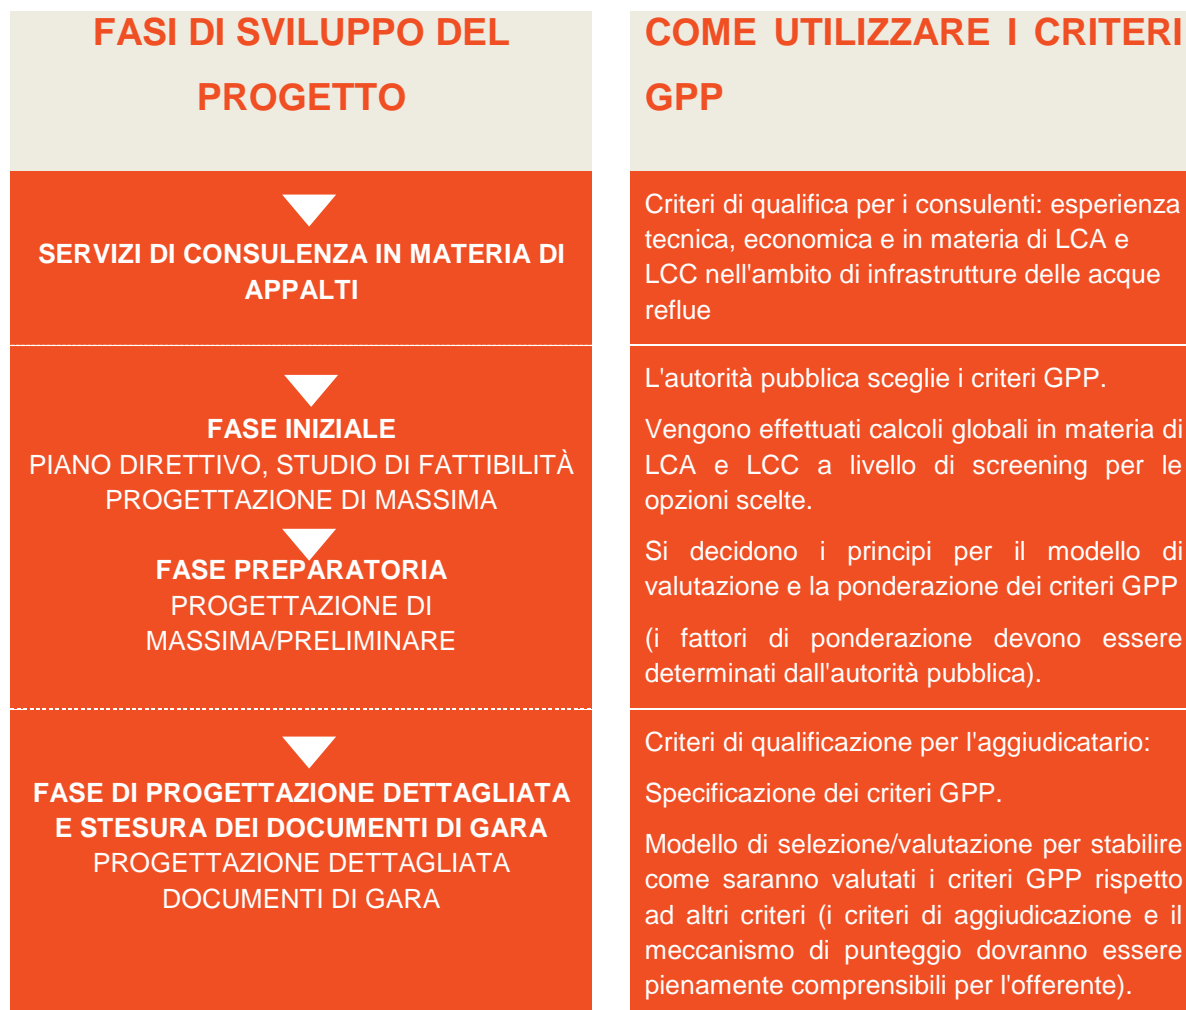 FASI DI SVILUPPO DEL
PROGETTO
COME UTILIZZARE I CRITERI
GPP
SERVIZI DI CONSULENZA IN MATERIA DI
APPALTI
Criteri di qualifica per i consulenti: esperienza
tecnica, economica e in materia di LCA e
LCC nell'ambito di infrastrutture delle acque
reflue
FASE INIZIALE
PIANO DIRETTIVO, STUDIO DI FATTIBILITÀ
PROGETTAZIONE DI MASSIMA
FASE PREPARATORIA
PROGETTAZIONE DI
MASSIMA/PRELIMINARE
L'autorità pubblica sceglie i criteri GPP.
Vengono effettuati calcoli globali in materia di
LCA e LCC a livello di screening per le
opzioni scelte.
Si decidono i principi per il modello di
valutazione e la ponderazione dei criteri GPP
(i fattori di ponderazione devono essere
determinati dall'autorità pubblica).
FASE DI PROGETTAZIONE DETTAGLIATA
E STESURA DEI DOCUMENTI DI GARA
PROGETTAZIONE DETTAGLIATA
DOCUMENTI DI GARA
Criteri di qualificazione per l'aggiudicatario:
Specificazione dei criteri GPP.
Modello di selezione/valutazione per stabilire
come saranno valutati i criteri GPP rispetto
ad altri criteri (i criteri di aggiudicazione e il
meccanismo di punteggio dovranno essere
pienamente comprensibili per l'offerente).